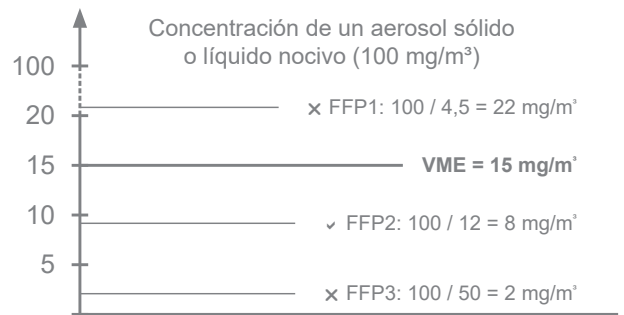 Concentración de un aerosol sólido
o líquido nocivo (100 mg/m³)
100
× FFP1: 100 / 4,5 = 22 mg/m³
20
15
VME = 15 mg/m³
10
✓ FFP2: 100 / 12 = 8 mg/m³
5
× FFP3: 100 / 50 = 2 mg/m³